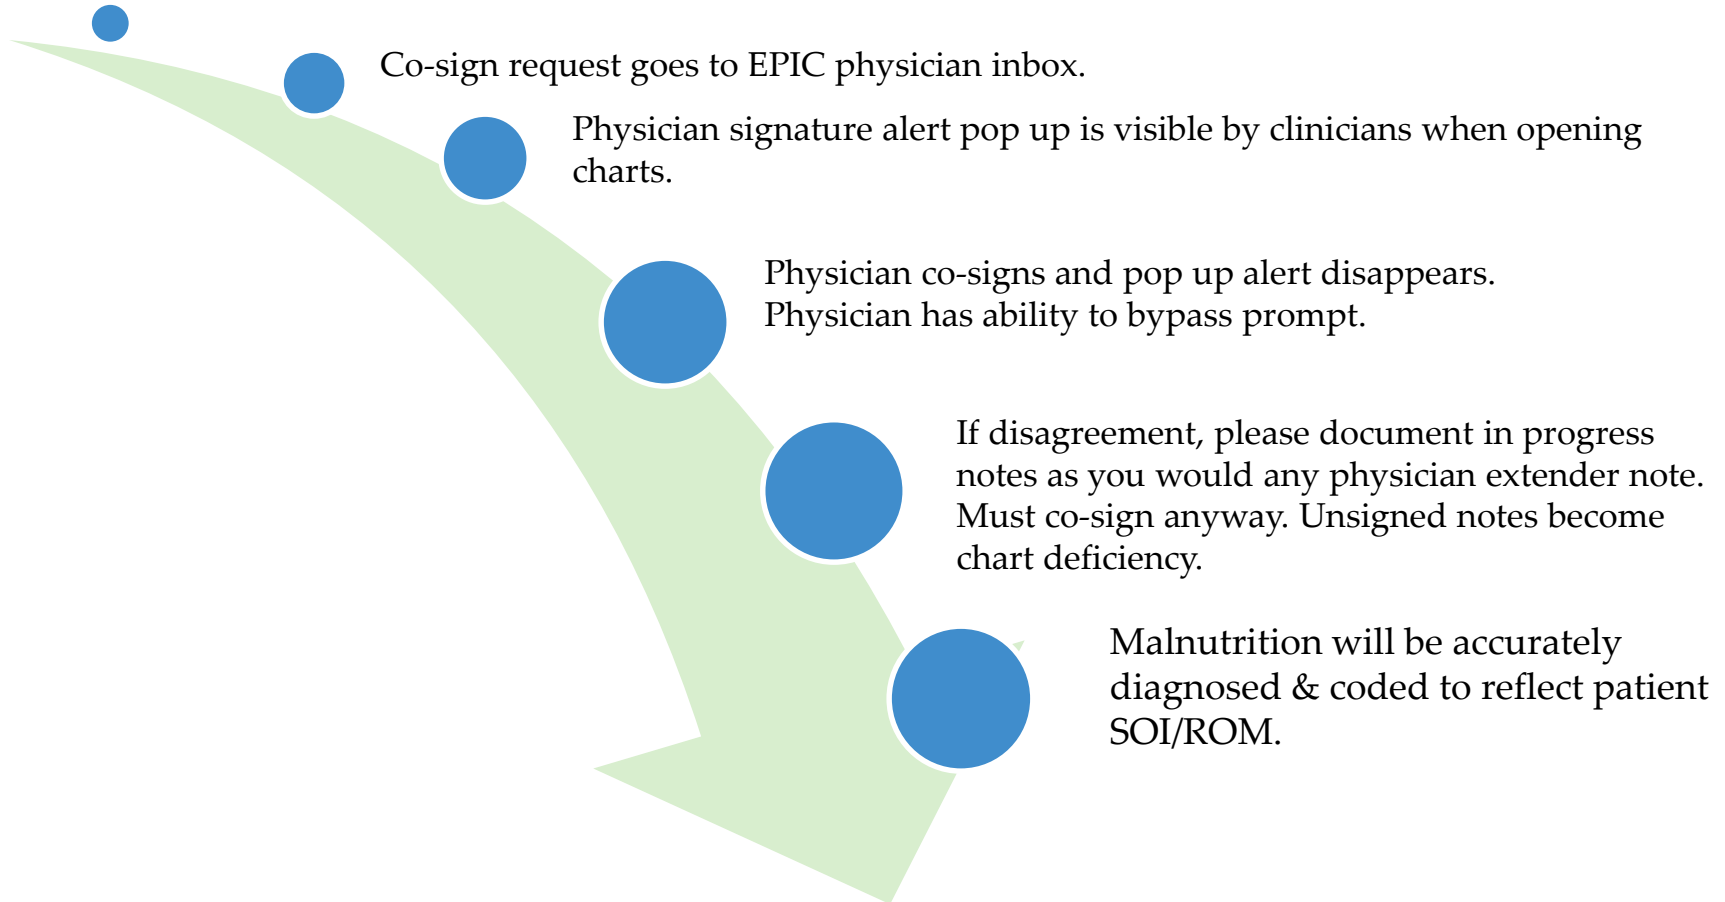 Co-sign request goes to EPIC physician inbox.
Physician signature alert pop up is visible by clinicians when opening
charts.
Physician co-signs and pop up alert disappears.
Physician has ability to bypass prompt.
If disagreement, please document in progress
notes as you would any physician extender note.
Must co-sign anyway. Unsigned notes become
chart deficiency.
Malnutrition will be accurately
diagnosed & coded to reflect patient
SOI/ROM.